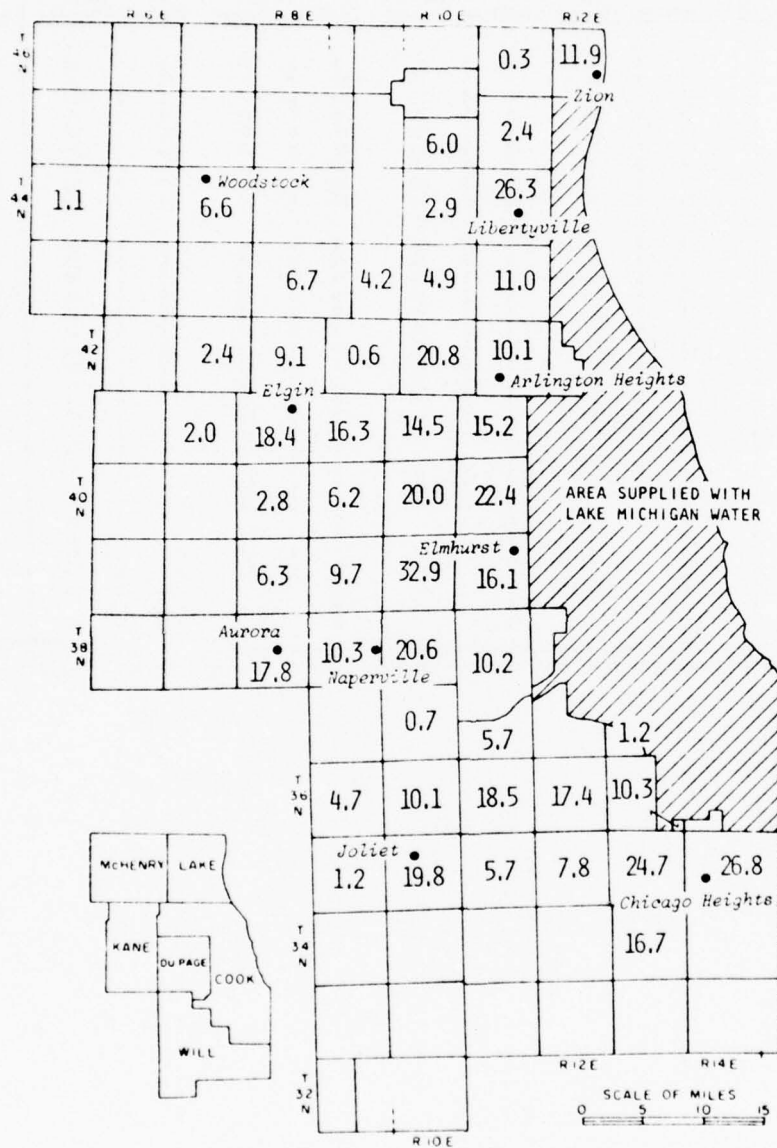 R 6 E R 8 E R 10 E R 12 E
T 46 N 0.3 11.9
Zion
6.0 2.4
T 44 N 1.1 Woodstock 6.6 2.9 26.3
Libertyville
6.7 4.2 4.9 11.0
T 42 N 2.4 9.1 0.6 20.8 10.1
Arlington Heights
Elgin
2.0 18.4 16.3 14.5 15.2
T 40 N 2.8 6.2 20.0 22.4
AREA SUPPLIED WITH
LAKE MICHIGAN WATER
Elmhurst
6.3 9.7 32.9 16.1
T 38 N Aurora 17.8 10.3 20.6 10.2
Naperville
0.7 5.7 1.2
T 36 N 4.7 10.1 18.5 17.4 10.3
Joliet
1.2 19.8 5.7 7.8 24.7 26.8
Chicago Heights
T 34 N 16.7
MCHENRY LAKE
KANE DU PAGE COOK
WILL
T 32 N R 12 E R 14 E
R 10 E
SCALE OF MILES
0 5 10 15